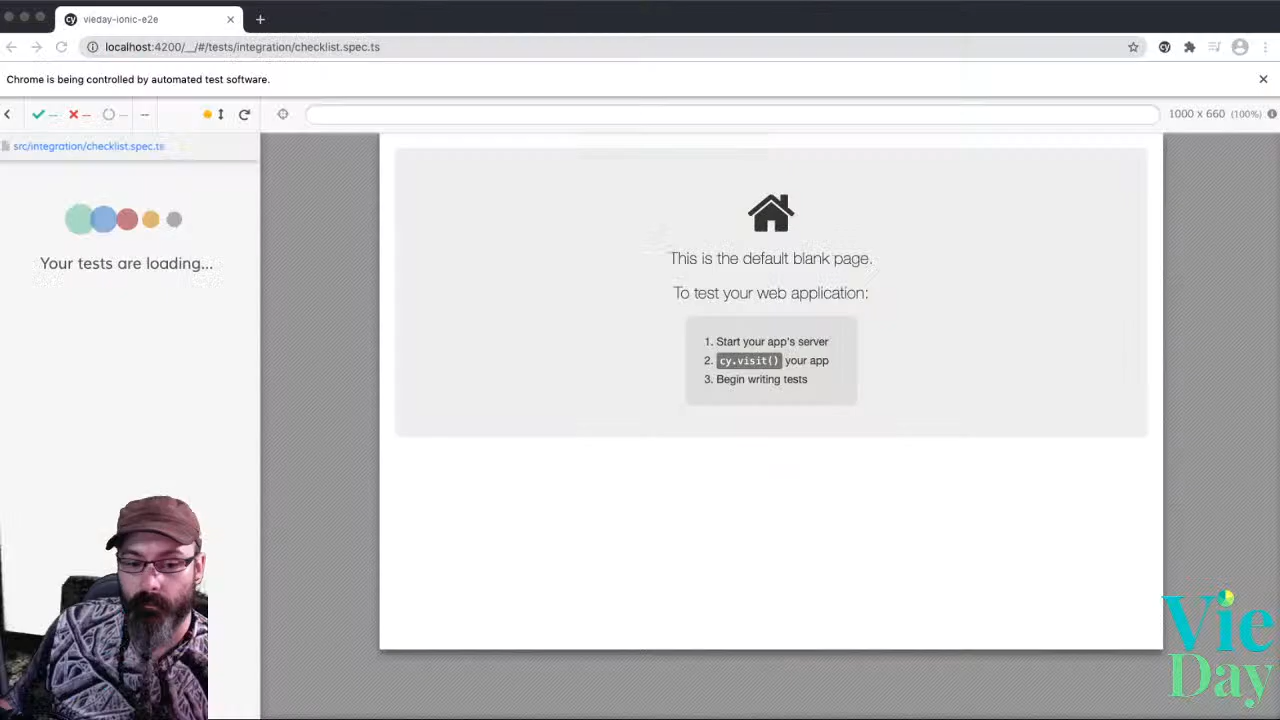 vieday-ionic-e2e
localhost:4200/__/#/tests/integration/checklist.spec.ts
Chrome is being controlled by automated test software.
-- -- -- --
1000 x 660 (100%)
src/integration/checklist.spec.ts
Your tests are loading...
This is the default blank page.
To test your web application:
1. Start your app's server
2. cy.visit() your app
3. Begin writing tests
Vie
Day